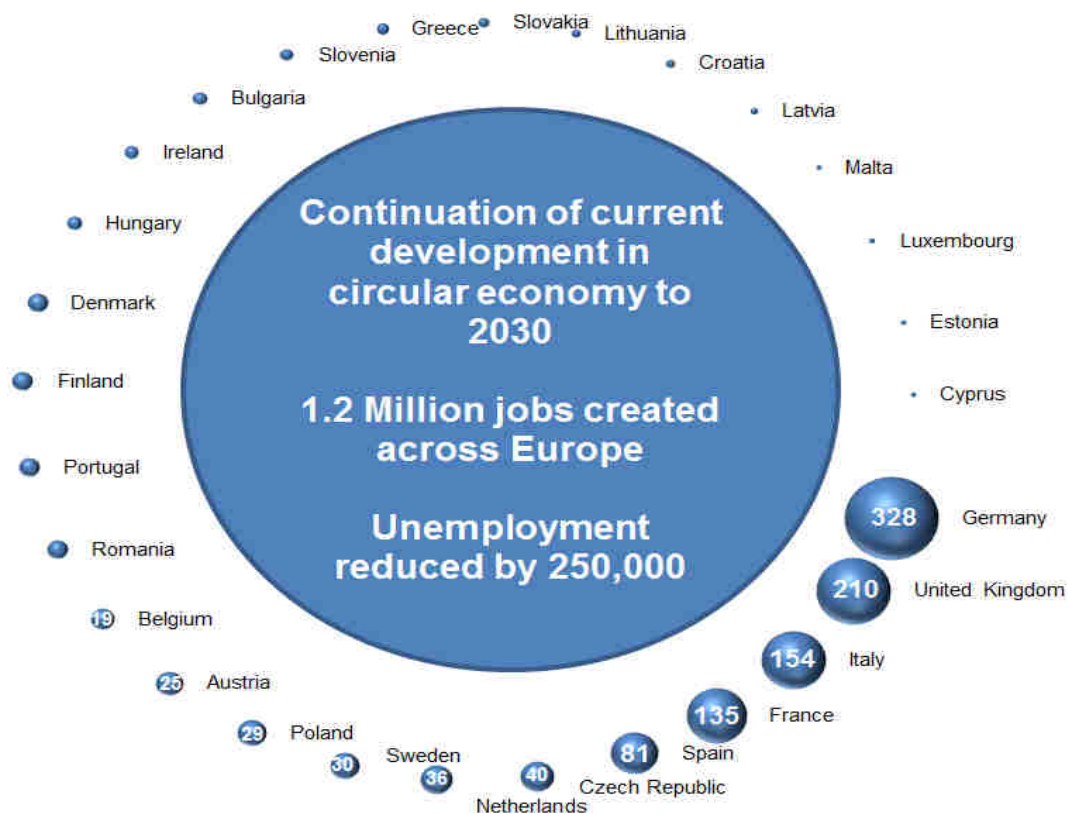 Continuation of current
development in
circular economy to
2030
1.2 Million jobs created
across Europe
Unemployment
reduced by 250,000
Greece
Slovakia
Lithuania
Croatia
Latvia
Malta
Luxembourg
Estonia
Cyprus
328 Germany
210 United Kingdom
154 Italy
135 France
81 Spain
40 Czech Republic
36 Netherlands
30 Sweden
29 Poland
25 Austria
19 Belgium
Romania
Portugal
Finland
Denmark
Hungary
Ireland
Bulgaria
Slovenia